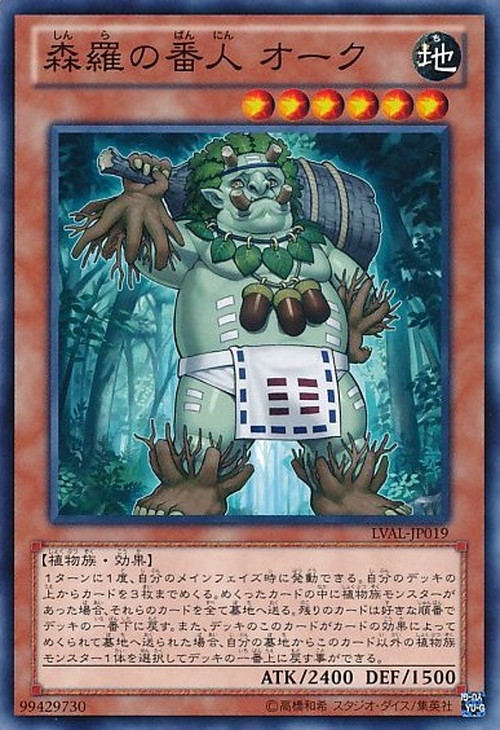 しん ら ばん にん
森羅の番人 オーク
地
LVAL-JP019
【植物族・効果】
1ターンに1度、自分のメインフェイズ時に発動できる。自分のデッキの
上からカードを3枚までめくる。めくったカードの中に植物族モンスターが
あった場合、それらのカードを全て墓地へ送る。残りのカードは好きな順番で
デッキの一番下に戻す。また、デッキのこのカードがカードの効果によって
めくられて墓地へ送られた場合、自分の墓地からこのカード以外の植物族
モンスター1体を選択してデッキの一番上に戻す事ができる。
ATK/2400 DEF/1500
99429730 ©高橋和希 スタジオ・ダイス/集英社